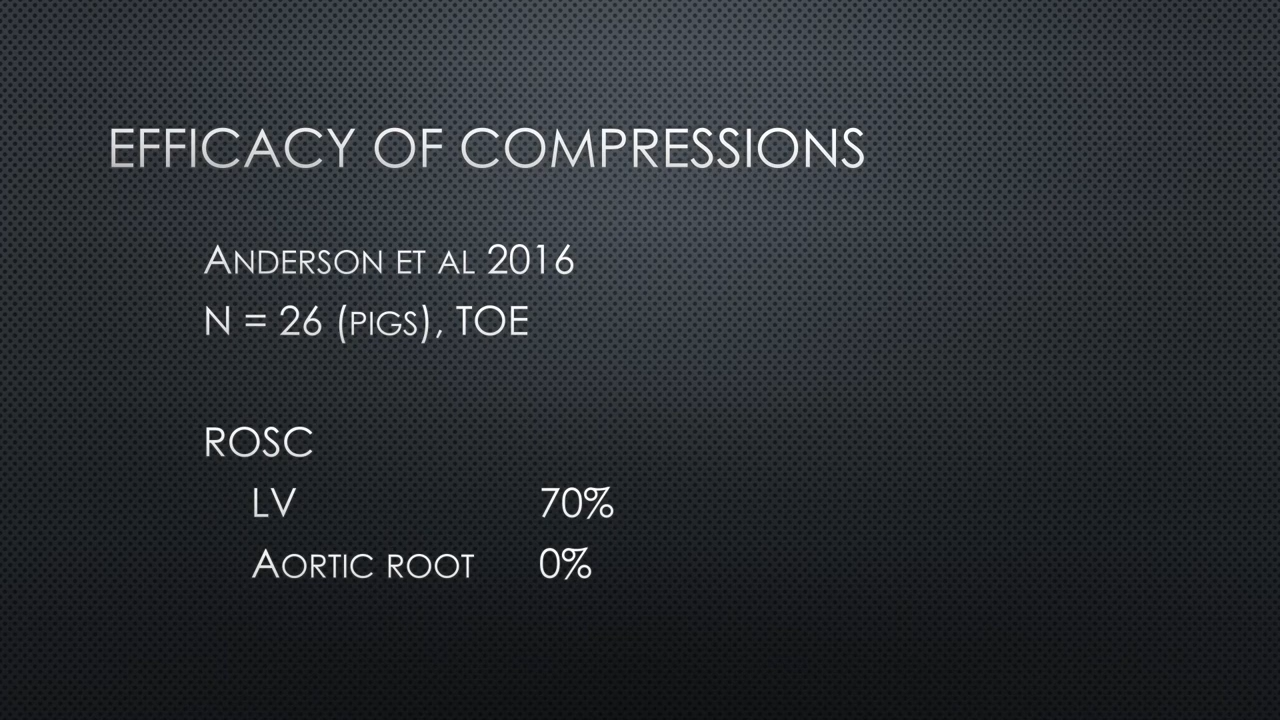 EFFICACY OF COMPRESSIONS
ANDERSON ET AL 2016
N = 26 (PIGS), TOE
ROSC
LV 70%
AORTIC ROOT 0%